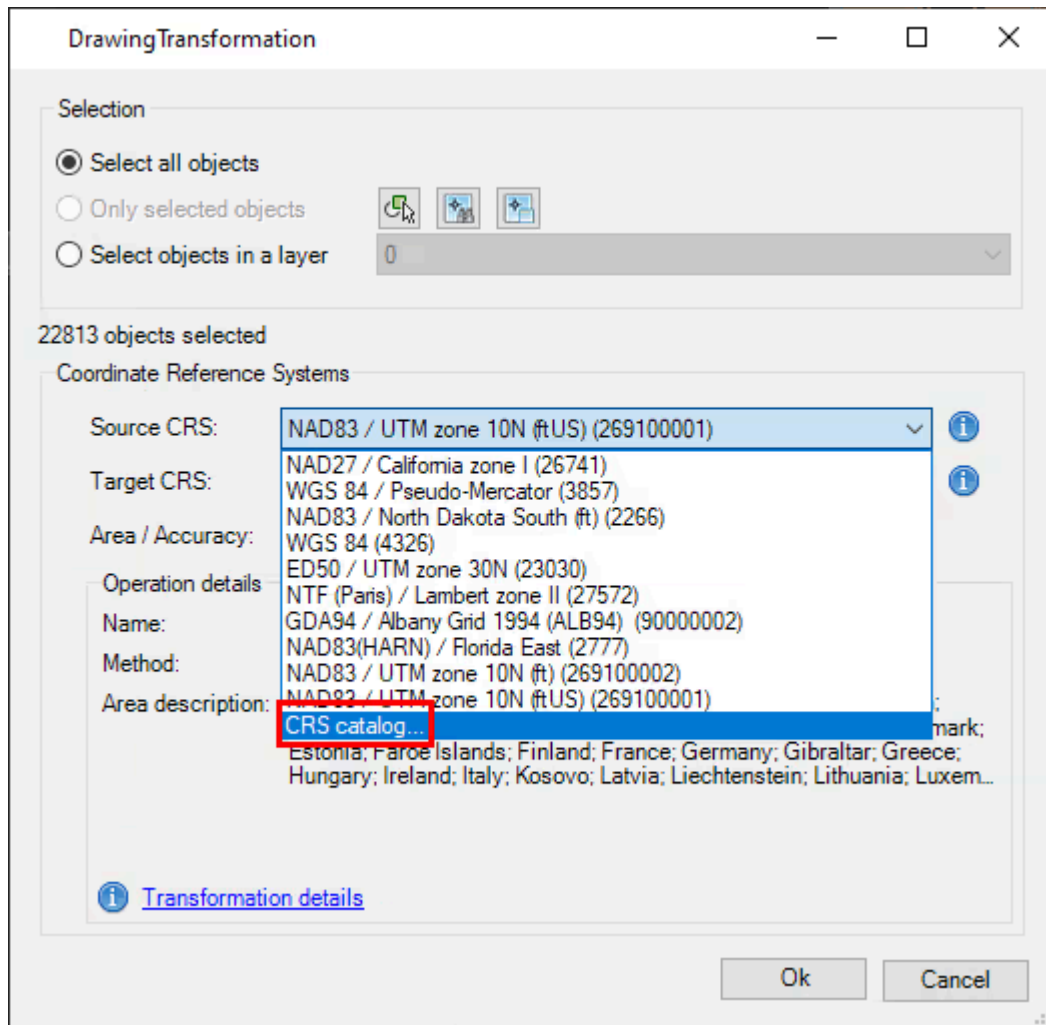 DrawingTransformation
Selection
Select all objects
Only selected objects
Select objects in a layer 0
22813 objects selected
Coordinate Reference Systems
Source CRS: NAD83 / UTM zone 10N (ftUS) (269100001)
NAD27 / California zone I (26741)
Target CRS: WGS 84 / Pseudo-Mercator (3857)
NAD83 / North Dakota South (ft) (2266)
Area / Accuracy: WGS 84 (4326)
ED50 / UTM zone 30N (23030)
Operation details
NTF (Paris) / Lambert zone II (27572)
Name: GDA94 / Albany Grid 1994 (ALB94) (90000002)
NAD83(HARN) / Florida East (2777)
Method: NAD83 / UTM zone 10N (ft) (269100002)
Area description: NAD83 / UTM zone 10N (ftUS) (269100001) ;
CRS catalog... mark;
Estonia; Faroe Islands; Finland; France; Germany; Gibraltar; Greece;
Hungary; Ireland; Italy; Kosovo; Latvia; Liechtenstein; Lithuania; Luxem...
Transformation details
Ok Cancel